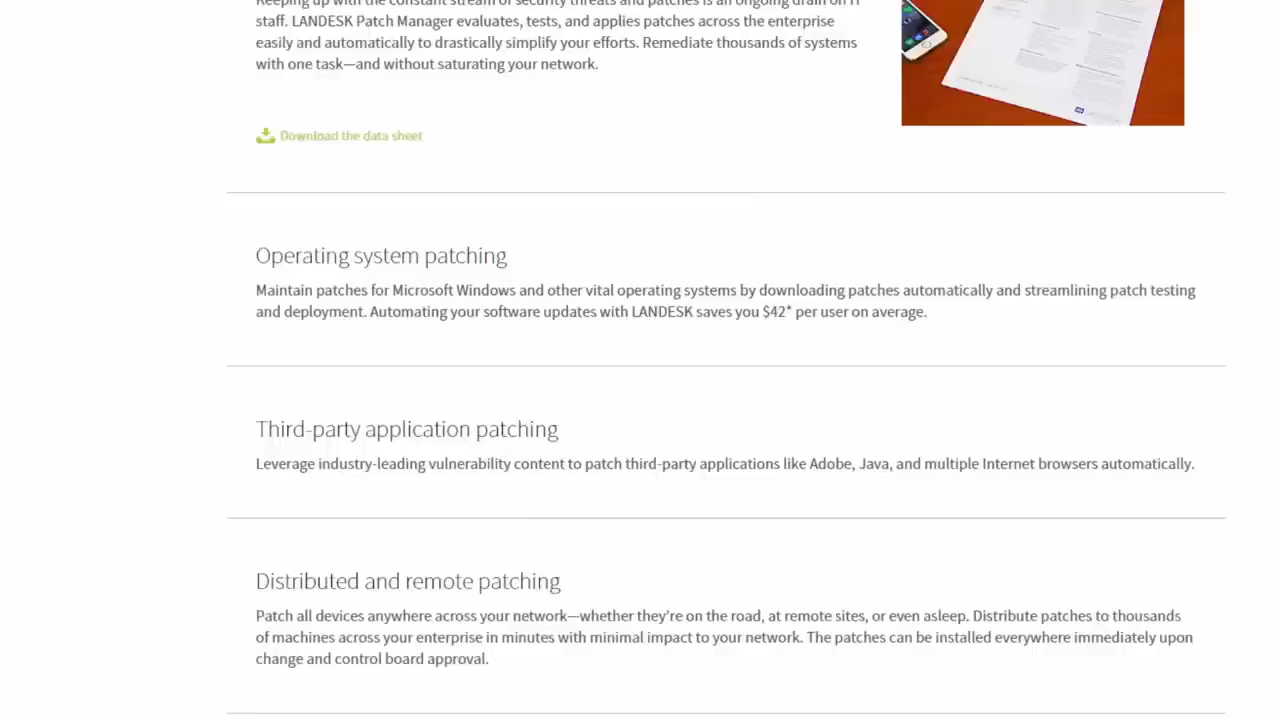 Keeping up with the constant stream of security threats and patches is an ongoing drain on IT
staff. LANDESK Patch Manager evaluates, tests, and applies patches across the enterprise
easily and automatically to drastically simplify your efforts. Remediate thousands of systems
with one task—and without saturating your network.
Download the data sheet
Operating system patching
Maintain patches for Microsoft Windows and other vital operating systems by downloading patches automatically and streamlining patch testing
and deployment. Automating your software updates with LANDESK saves you $42* per user on average.
Third-party application patching
Leverage industry-leading vulnerability content to patch third-party applications like Adobe, Java, and multiple Internet browsers automatically.
Distributed and remote patching
Patch all devices anywhere across your network—whether they're on the road, at remote sites, or even asleep. Distribute patches to thousands
of machines across your enterprise in minutes with minimal impact to your network. The patches can be installed everywhere immediately upon
change and control board approval.